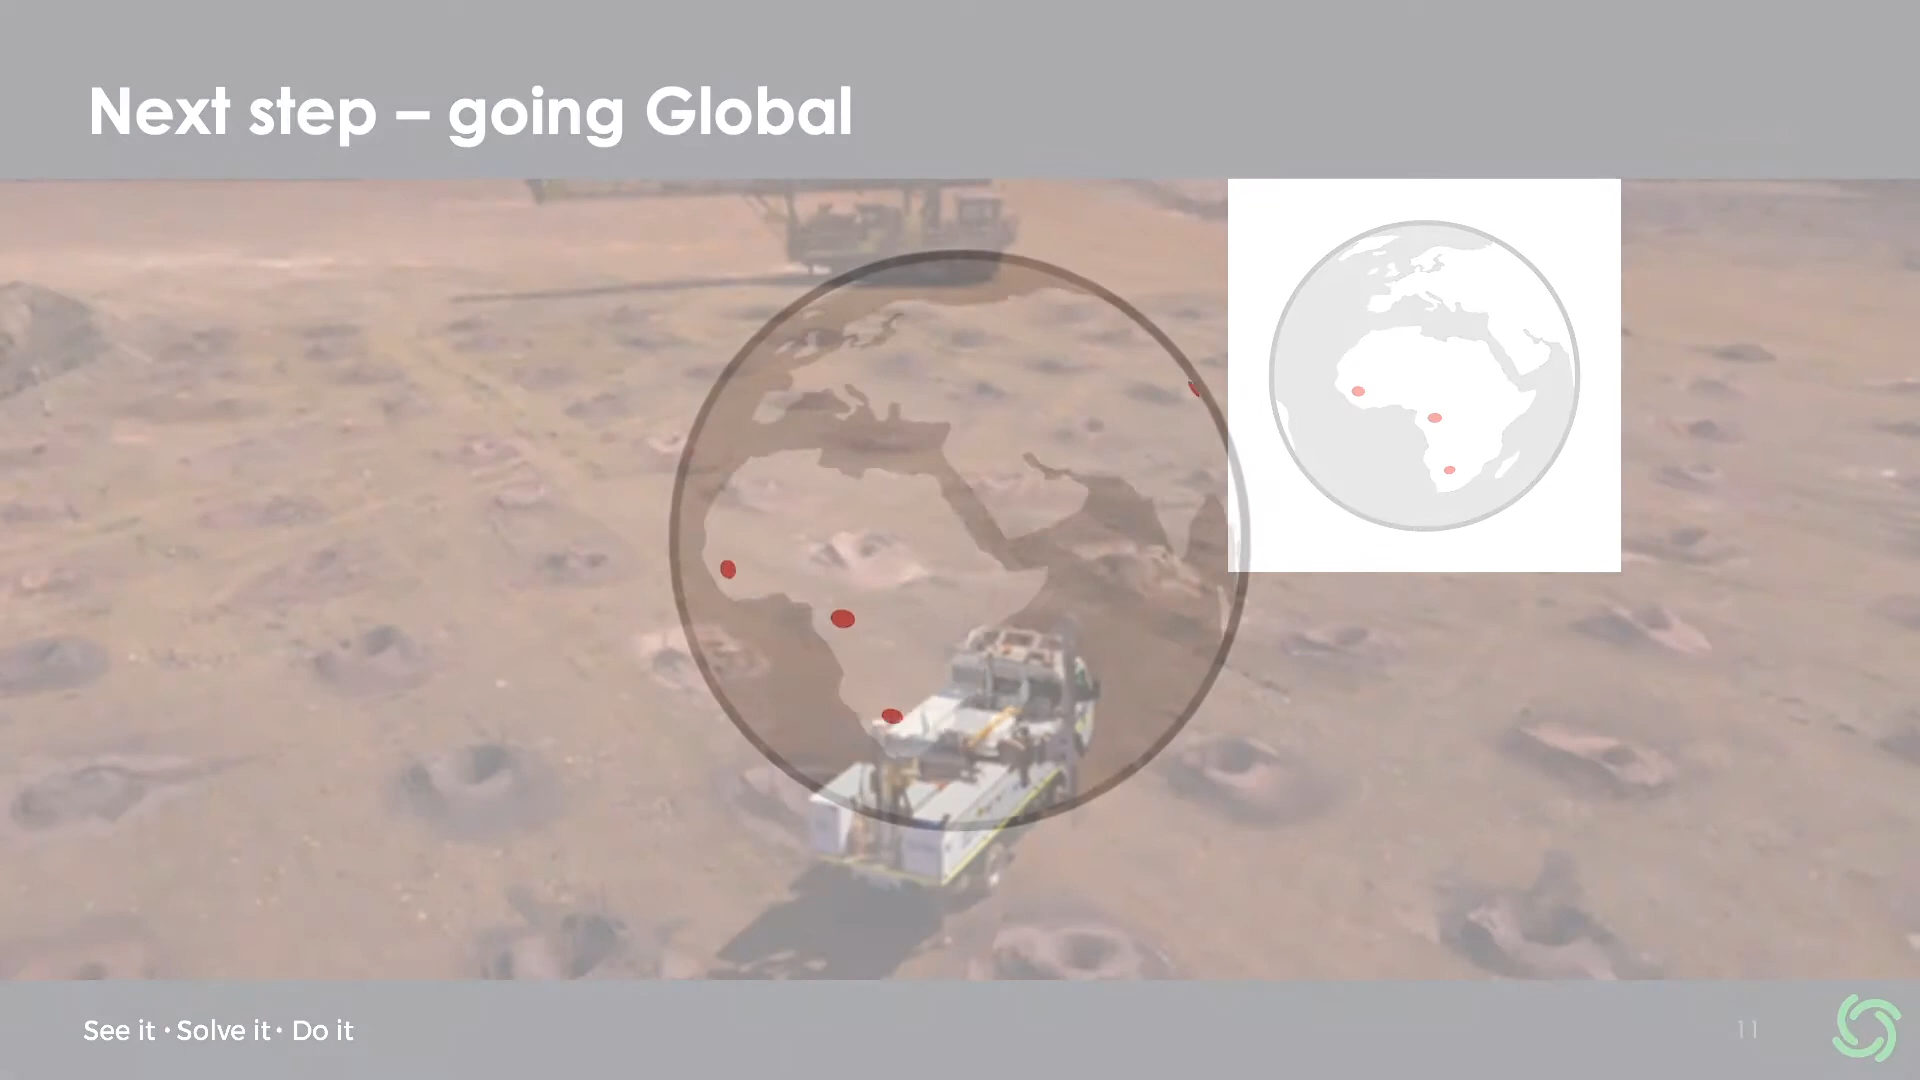 Next step – going Global
See it · Solve it · Do it
11